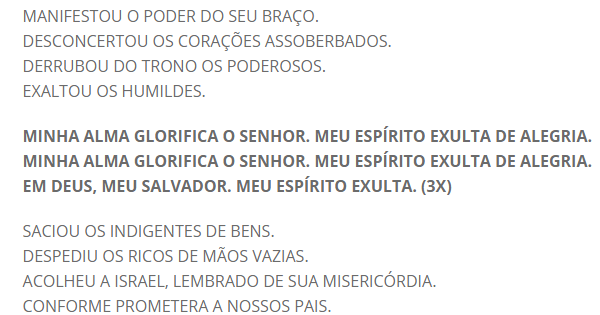 MANIFESTOU O PODER DO SEU BRAÇO.
DESCONCERTOU OS CORAÇÕES ASSOBERBADOS.
DERRUBOU DO TRONO OS PODEROSOS.
EXALTOU OS HUMILDES.
MINHA ALMA GLORIFICA O SENHOR. MEU ESPÍRITO EXULTA DE ALEGRIA.
MINHA ALMA GLORIFICA O SENHOR. MEU ESPÍRITO EXULTA DE ALEGRIA.
EM DEUS, MEU SALVADOR. MEU ESPÍRITO EXULTA. (3X)
SACIOU OS INDIGENTES DE BENS.
DESPEDIU OS RICOS DE MÃOS VAZIAS.
ACOLHEU A ISRAEL, LEMBRADO DE SUA MISERICÓRDIA.
CONFORME PROMETERA A NOSSOS PAIS.